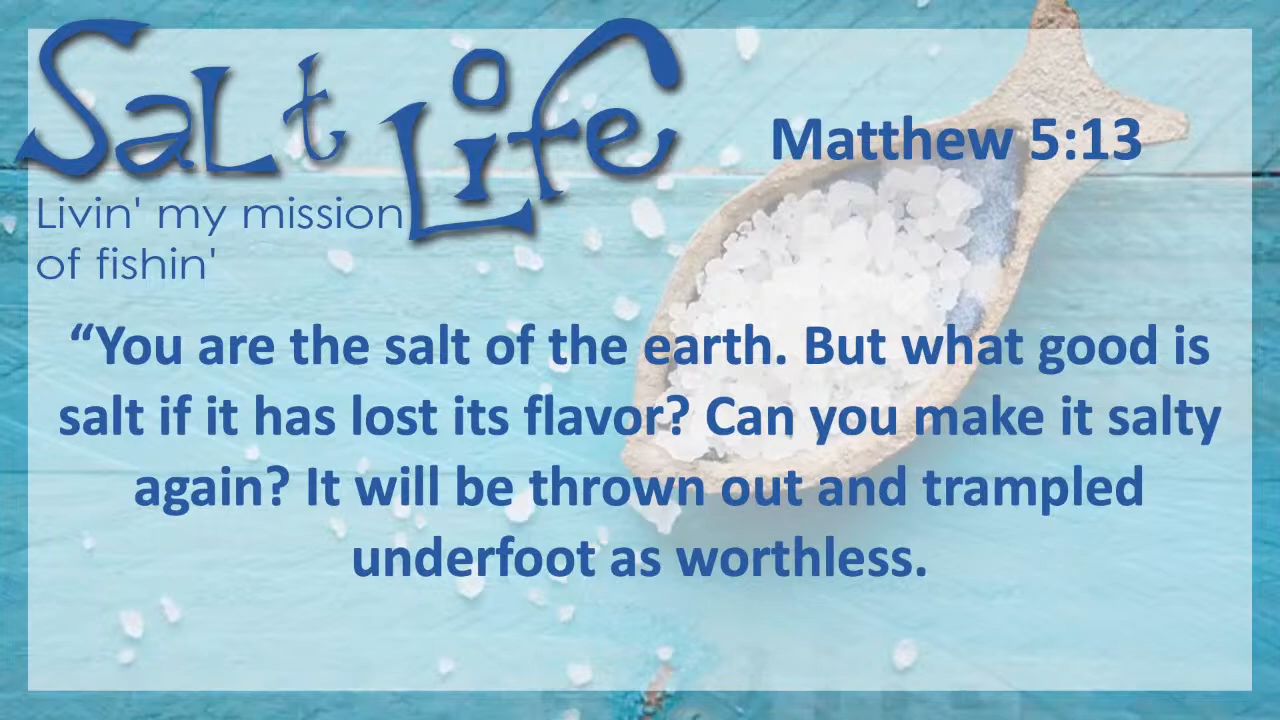 Salt Life
Matthew 5:13
Livin' my mission
of fishin'
“You are the salt of the earth. But what good is
salt if it has lost its flavor? Can you make it salty
again? It will be thrown out and trampled
underfoot as worthless.